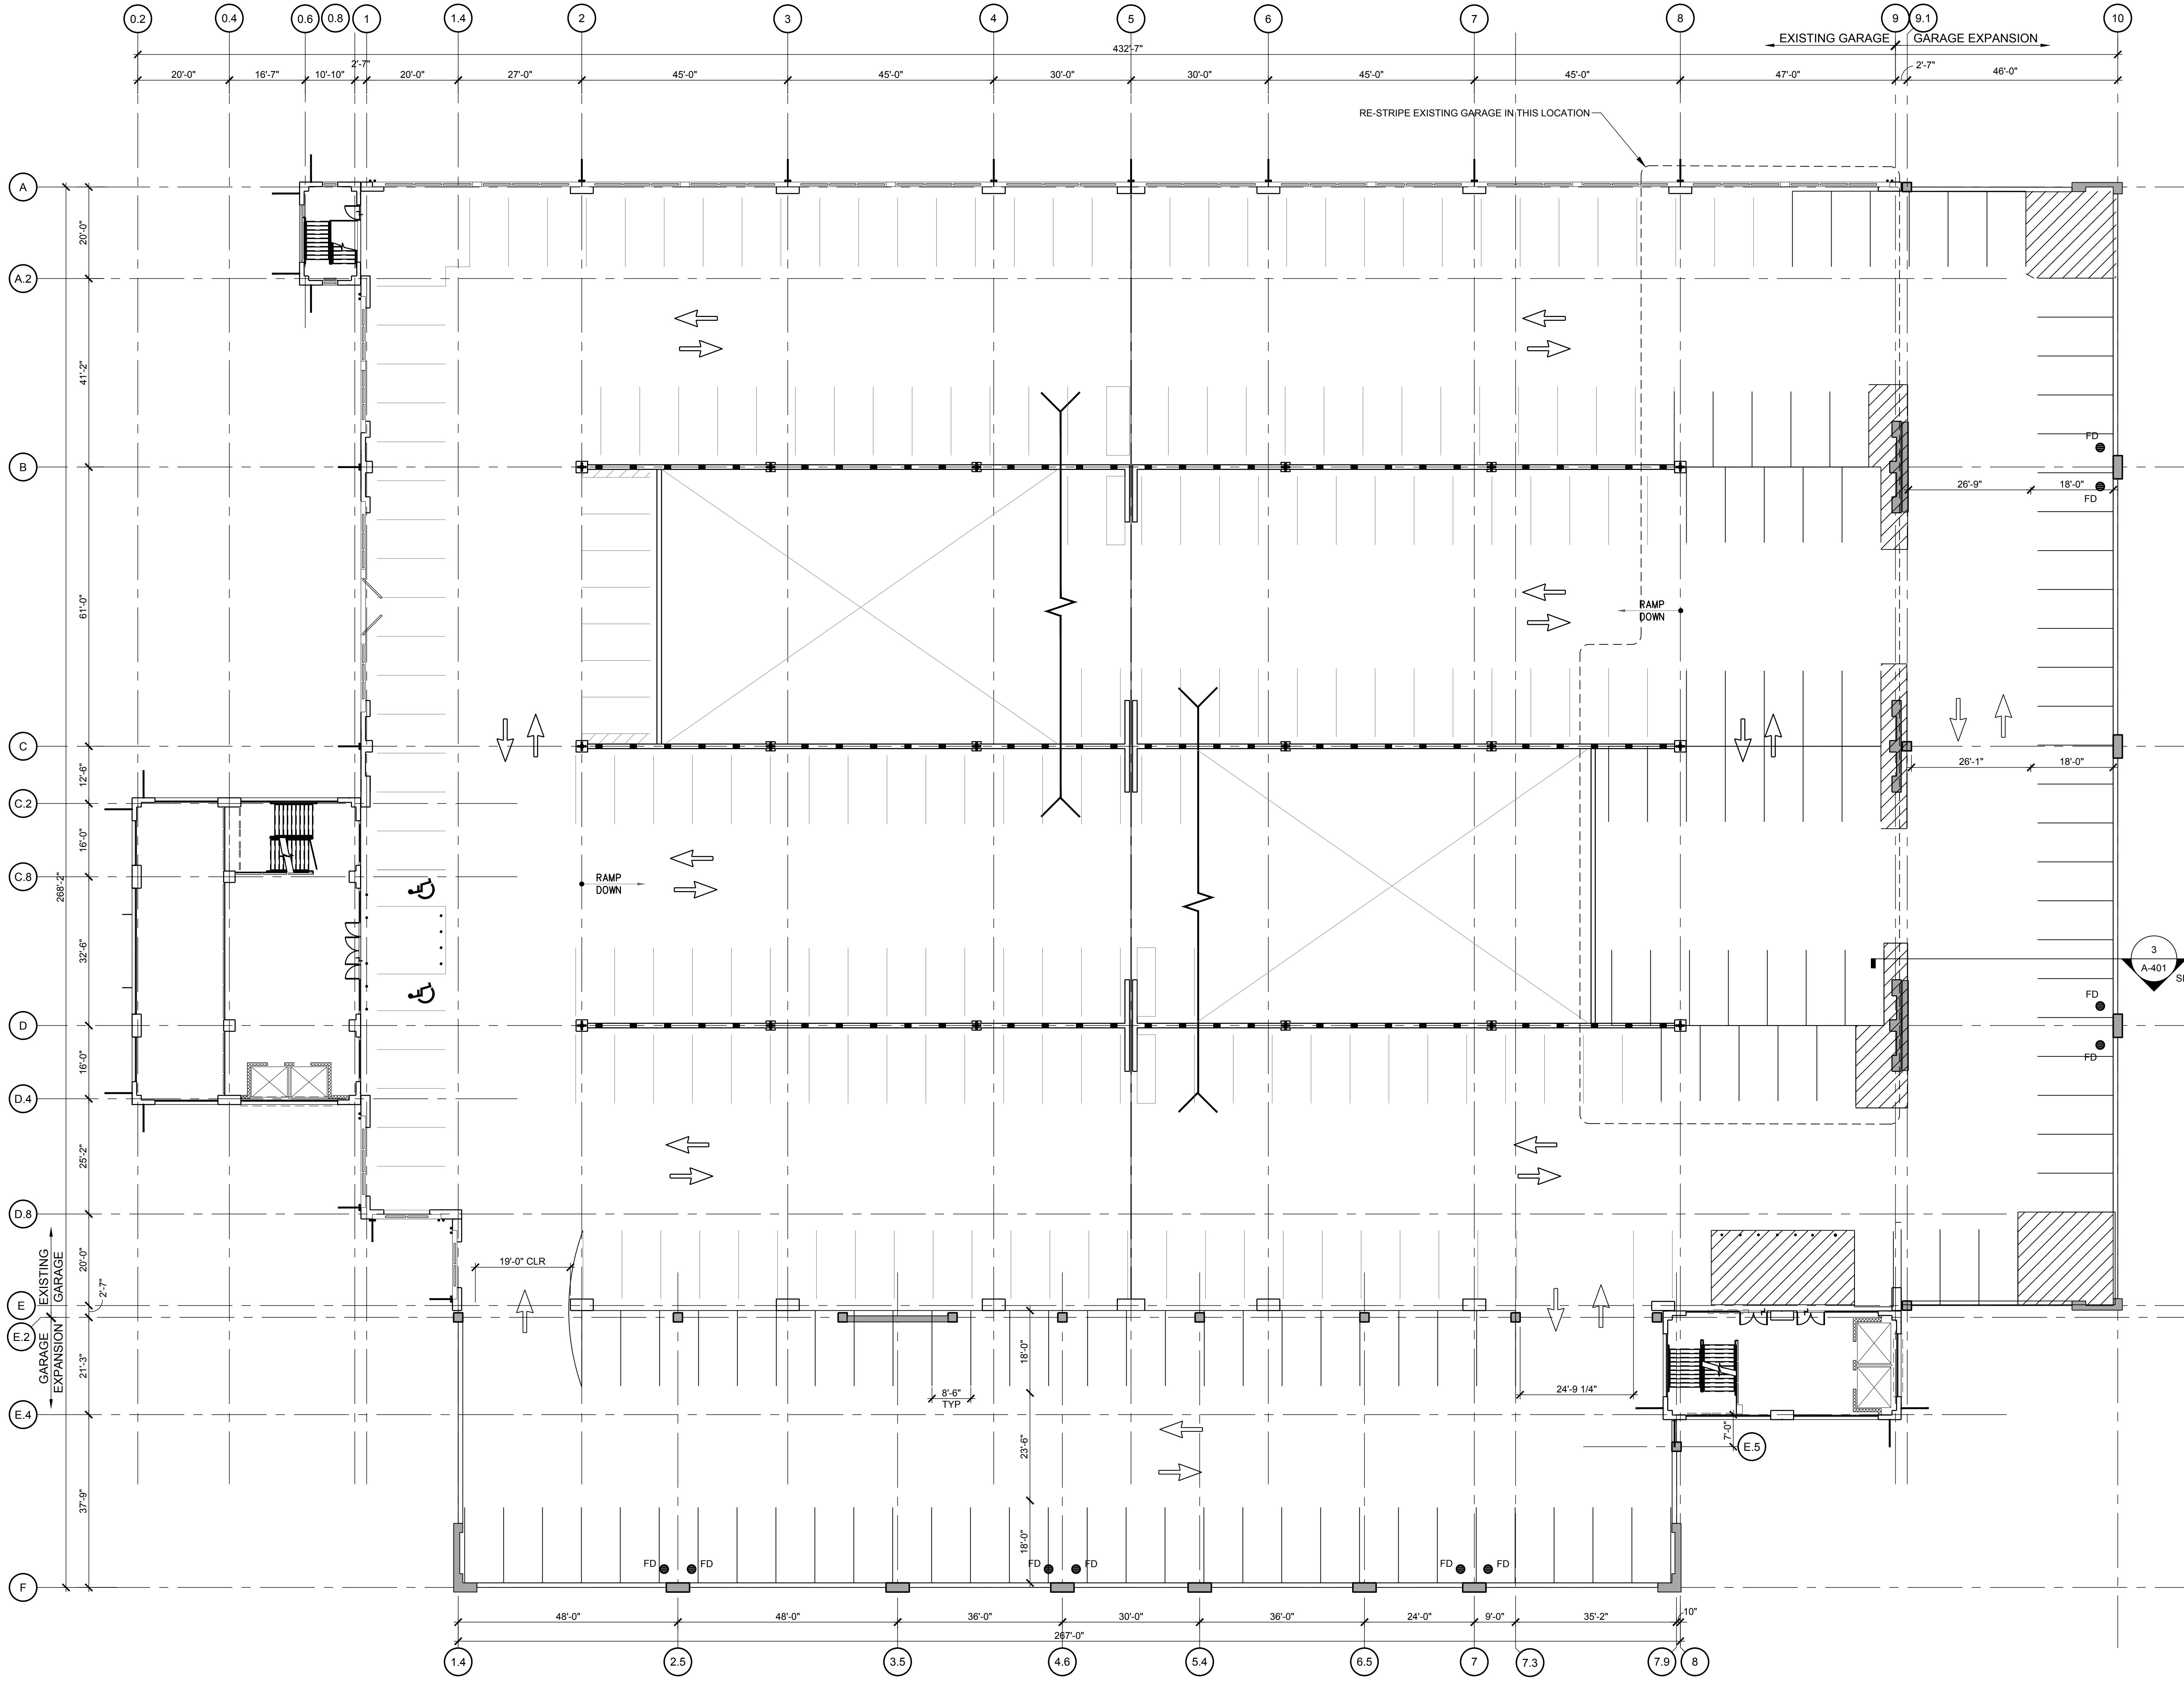 0.2 0.4 0.6 0.8 1 1.4 2 3 4 5 6 7 8 9 9.1 10
EXISTING GARAGE GARAGE EXPANSION
432'-7"
20'-0" 16'-7" 10'-10" 2'-7" 20'-0" 27'-0" 45'-0" 45'-0" 30'-0" 30'-0" 45'-0" 45'-0" 47'-0" 2'-7" 46'-0"
RE-STRIPE EXISTING GARAGE IN THIS LOCATION
A
20'-0"
A.2
41'-2"
B
FD
26'-9" 18'-0"
FD
61'-0"
RAMP
DOWN
C
26'-1" 18'-0"
12'-6"
C.2
16'-0"
C.8
268'-2"
RAMP
DOWN
32'-6"
3
A-401
SI
FD
D
FD
16'-0"
D.4
25'-2"
D.8
EXISTING
GARAGE
20'-0"
2'-7"
19'-0" CLR
E
E.2
GARAGE
EXPANSION
21'-3"
18'-0"
8'-6"
TYP
24'-9 1/4"
E.4
7'-0"
E.5
23'-6"
37'-9"
18'-0"
FD FD FD FD FD FD
F
48'-0" 48'-0" 36'-0" 30'-0" 36'-0" 24'-0" 9'-0" 35'-2" 10"
267'-0"
1.4 2.5 3.5 4.6 5.4 6.5 7 7.3 7.9 8